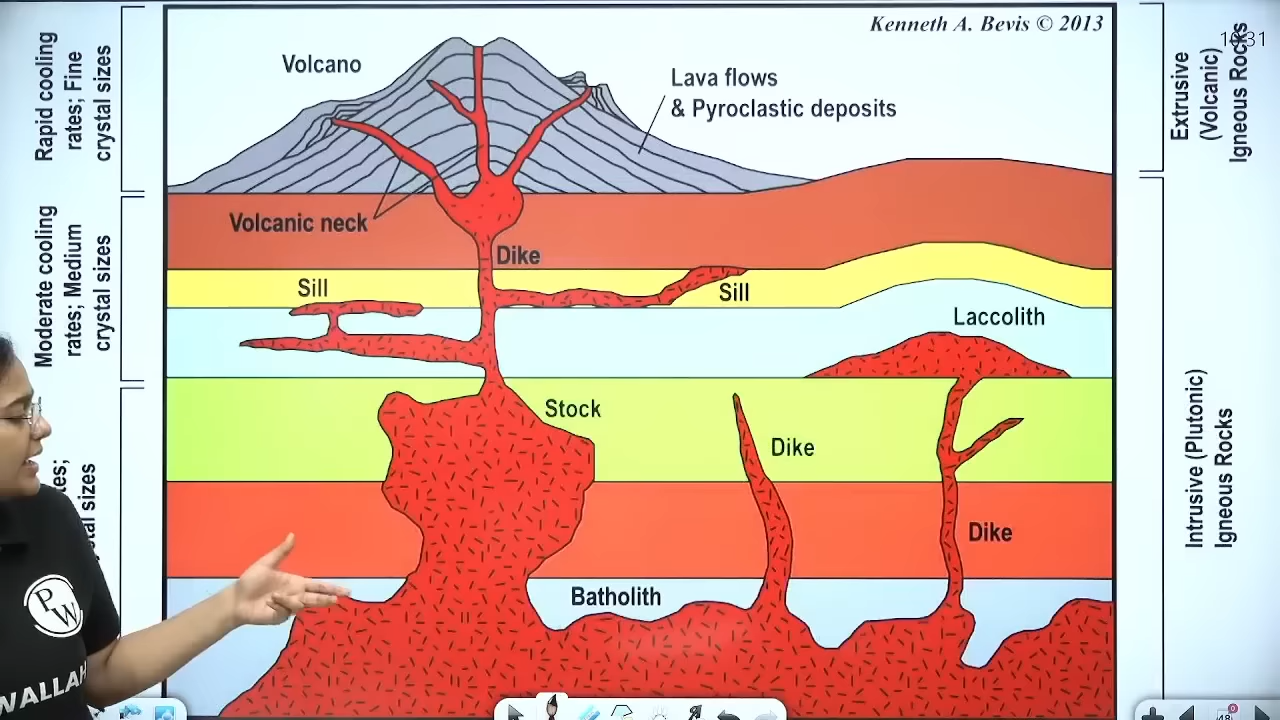 Kenneth A. Bevis © 2013
Rapid cooling
rates; Fine
crystal sizes
Volcano
Lava flows
& Pyroclastic deposits
Extrusive
(Volcanic)
Igneous Rocks
Moderate cooling
rates; Medium
crystal sizes
Volcanic neck
Dike
Sill
Sill
Laccolith
Stock
Dike
Dike
Batholith
Intrusive (Plutonic)
Igneous Rocks
sizes
PW
WALLAH